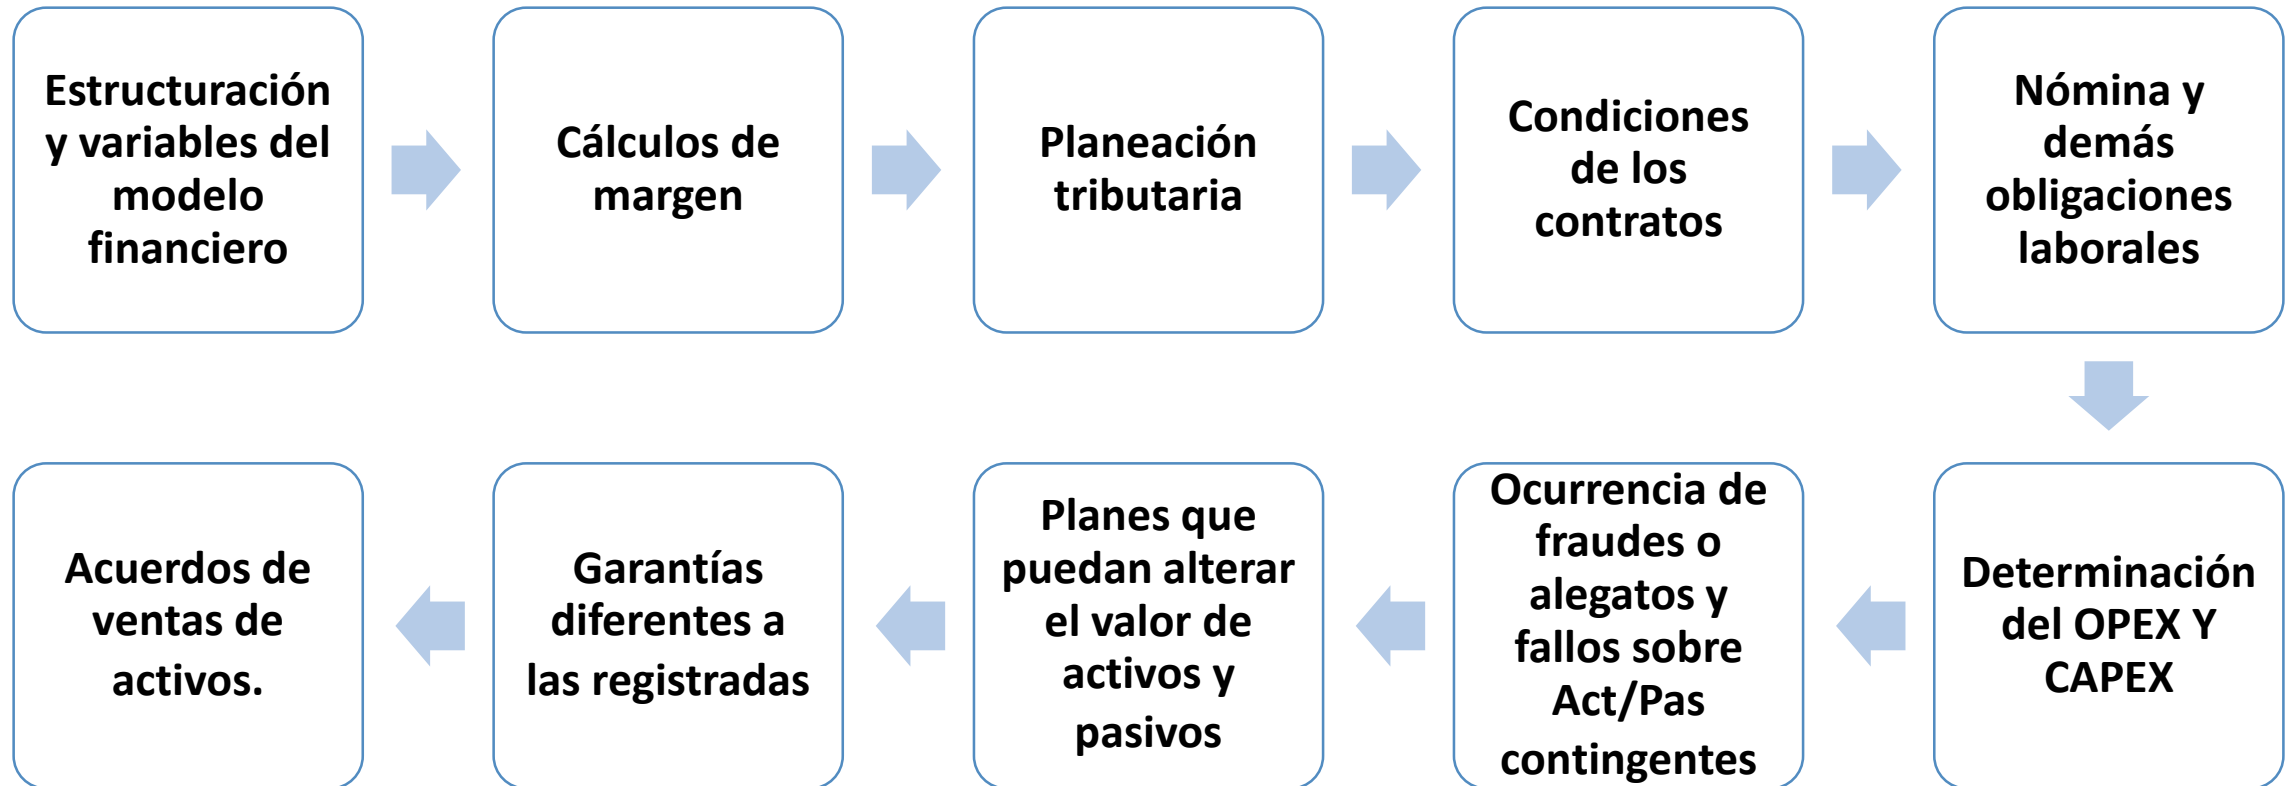 Estructuración
y variables del
modelo
financiero
Cálculos de
margen
Planeación
tributaria
Condiciones
de los
contratos
Nómina y
demás
obligaciones
laborales
Determinación
del OPEX Y
CAPEX
Ocurrencia de
fraudes o
alegatos y
fallos sobre
Act/Pas
contingentes
Planes que
puedan alterar
el valor de
activos y
pasivos
Garantías
diferentes a
las registradas
Acuerdos de
ventas de
activos.